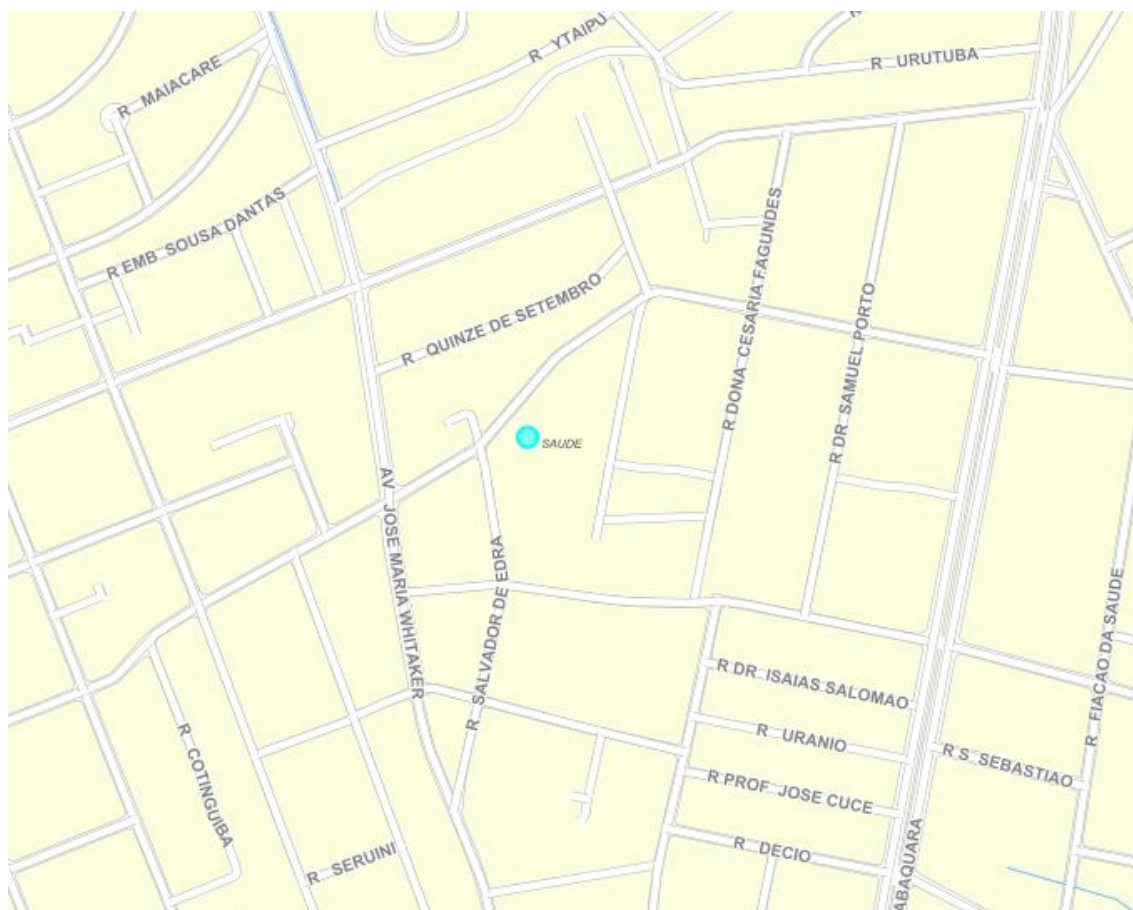 R YTAIPU
R URUTUBA
R MAIACARE
R EMB SOUSA DANTAS
R QUINZE DE SETEMBRO
R DONA CESARIA FAGUNDES
R DR SAMUEL PORTO
SAUDE
AV JOSE MARIA WHITAKER
R SALVADOR DE EDRA
R FIACAO DA SAUDE
R DR ISAIAS SALOMAO
R COTINGUIBA
R URANIO
R S SEBASTIAO
R PROF JOSE CUCE
R DECIO
R SERUINI
ABAQUARA